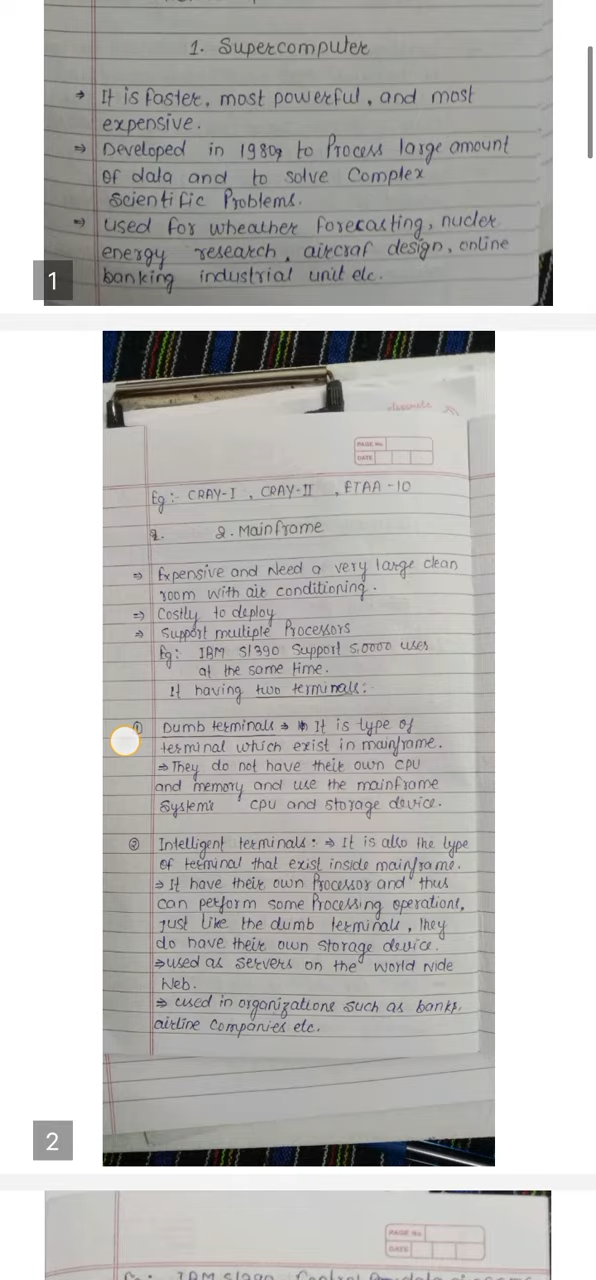 1. Supercomputer
→ It is faster, most powerful, and most
expensive.
⇒ Developed in 1980s to Process large amount
of data and to solve Complex
Scientific Problems.
⇒ used for wheather forecasting, nucler
energy research, aircraf design, online
banking industrial unit etc.
1
PAGE No.
DATE
Eg:- CRAY-I, CRAY-II, ETAA-10
2. 2. Mainframe
⇒ Expensive and Need a very large clean
room with air conditioning.
⇒ Costly to deploy
⇒ Support multiple Processors
Eg: IBM S/390 Support 50000 uses
at the same time.
It having two terminals:-
① Dumb terminals ⇒ It is type of
terminal which exist in mainframe.
⇒ They do not have their own CPU
and memory and use the mainframe
System's CPU and storage device.
② Intelligent terminals: ⇒ It is also the type
of terminal that exist inside mainframe.
⇒ It have their own Processor and thus
can perform some Processing operations,
just like the dumb terminals, they
do have their own storage device.
⇒ used as servers on the world wide
Web.
⇒ used in organizations such as banks,
airline companies etc.
2
PAGE No.
DATE